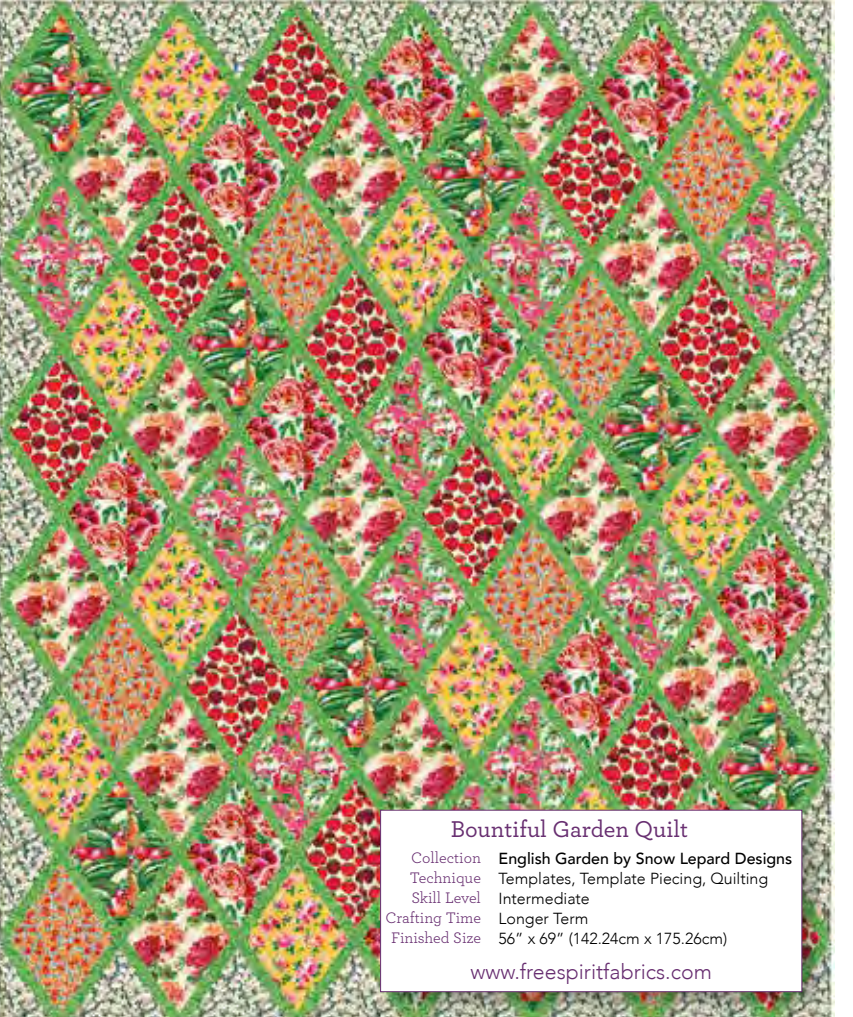 Bountiful Garden Quilt
Collection English Garden by Snow Lepard Designs
Technique Templates, Template Piecing, Quilting
Skill Level Intermediate
Crafting Time Longer Term
Finished Size 56” x 69” (142.24cm x 175.26cm)
www.freespiritfabrics.com